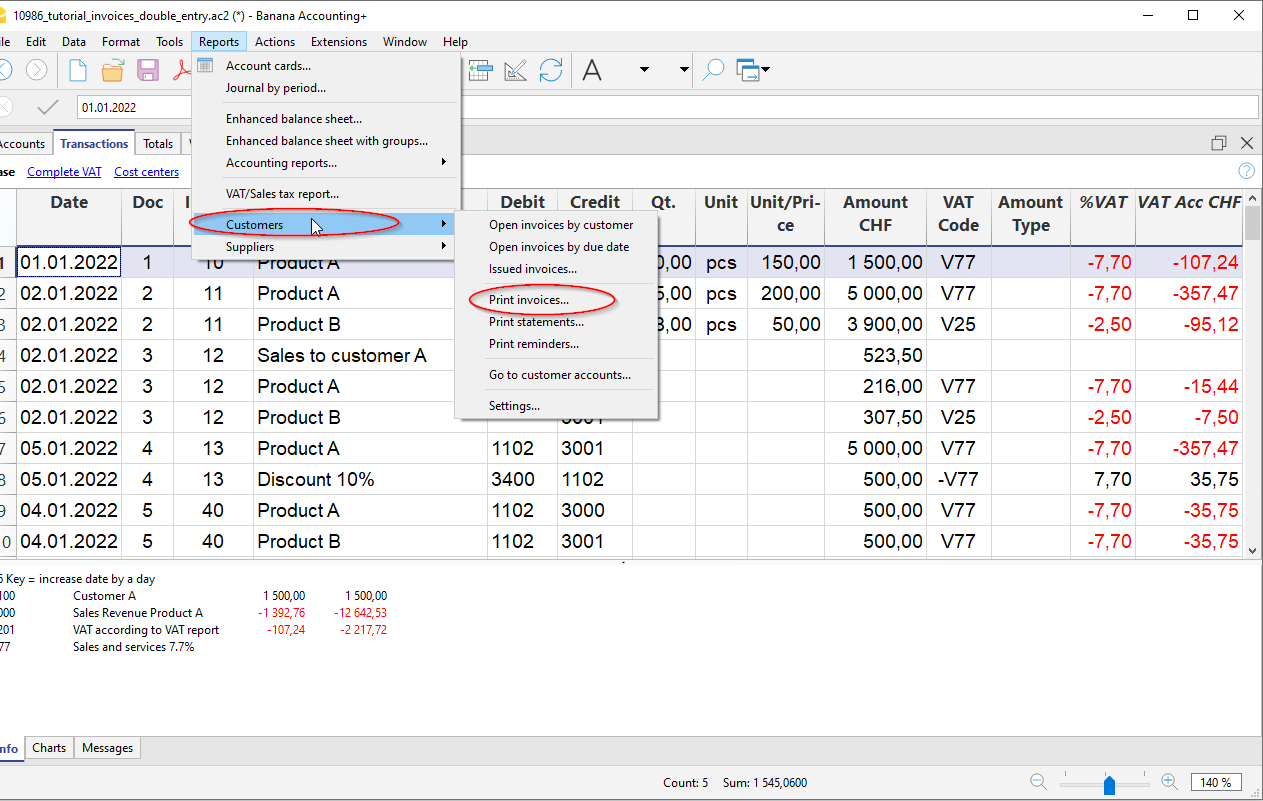 10986_tutorial_invoices_double_entry.ac2 (*) - Banana Accounting+
Edit Data Format Tools Reports Actions Extensions Window Help
01.01.2022
Accounts Transactions Totals
Complete VAT Cost centers
Account cards...
Journal by period...
Enhanced balance sheet...
Enhanced balance sheet with groups...
Accounting reports...
VAT/Sales tax report...
Customers
Suppliers
Open invoices by customer
Open invoices by due date
Issued invoices...
Print invoices...
Print statements...
Print reminders...
Go to customer accounts...
Settings...
Date Doc Debit Credit Qt. Unit Unit/Pri-ce Amount CHF VAT Code Amount Type %VAT VAT Acc CHF
1 01.01.2022 1 10 Product A 0,00 pcs 150,00 1 500,00 V77 -7,70 -107,24
2 02.01.2022 2 11 Product A 5,00 pcs 200,00 5 000,00 V77 -7,70 -357,47
3 02.01.2022 2 11 Product B 8,00 pcs 50,00 3 900,00 V25 -2,50 -95,12
4 02.01.2022 3 12 Sales to customer A 523,50
5 02.01.2022 3 12 Product A 216,00 V77 -7,70 -15,44
6 02.01.2022 3 12 Product B 3001 307,50 V25 -2,50 -7,50
7 05.01.2022 4 13 Product A 1102 3001 5 000,00 V77 -7,70 -357,47
8 05.01.2022 4 13 Discount 10% 3400 1102 500,00 -V77 7,70 35,75
9 04.01.2022 5 40 Product A 1102 3000 500,00 V77 -7,70 -35,75
0 04.01.2022 5 40 Product B 1102 3001 500,00 V77 -7,70 -35,75
Key = increase date by a day
100 Customer A 1 500,00 1 500,00
000 Sales Revenue Product A -1 392,76 -12 642,53
201 VAT according to VAT report -107,24 -2 217,72
77 Sales and services 7.7%
nfo Charts Messages
Count: 5 Sum: 1 545,0600
140 %